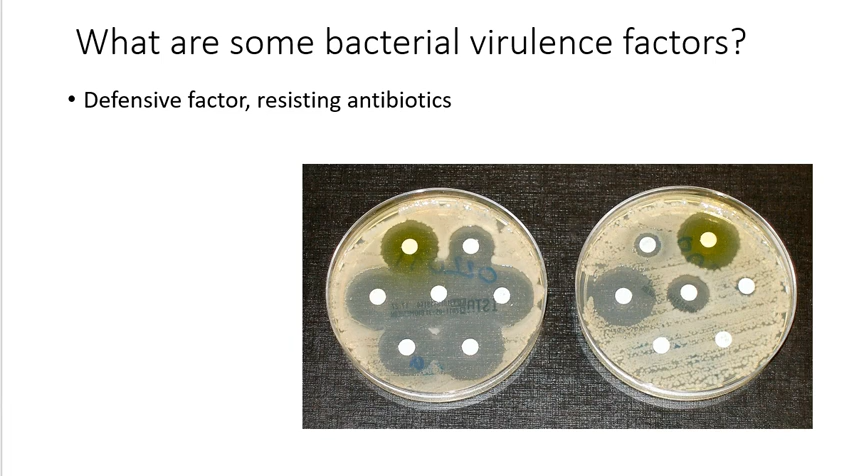 What are some bacterial virulence factors?
• Defensive factor, resisting antibiotics